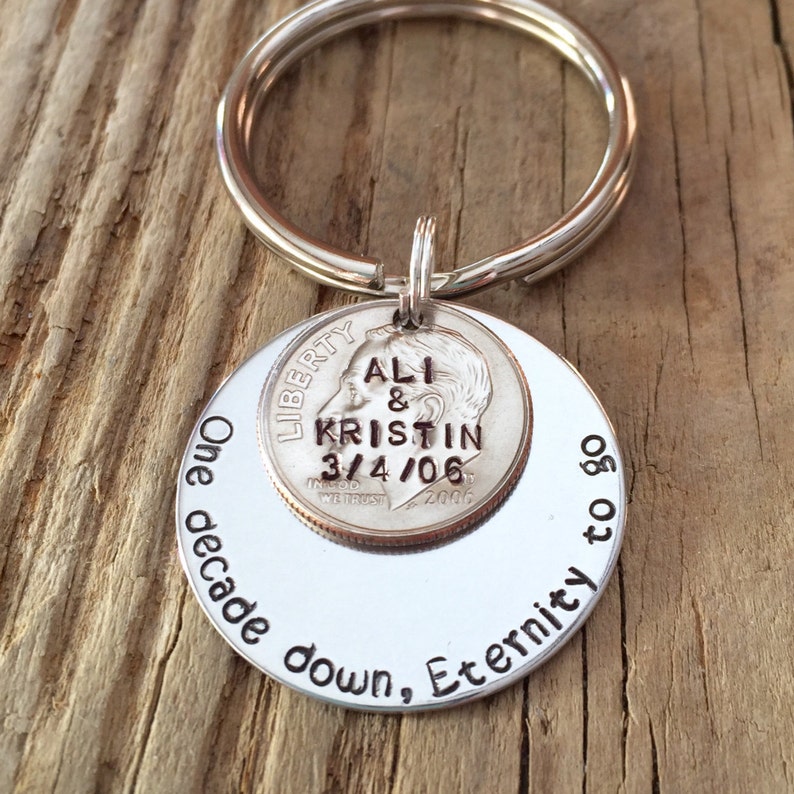 LIBERTY
ALI
&
KRISTIN
3/4/06
IN GOD
WE TRUST
2006
One decade down, Eternity to go